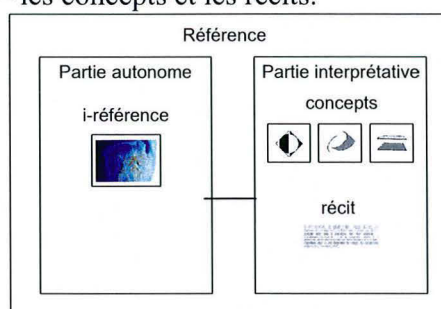 les concepts et les récits.
Référence
Partie autonome
Partie interprétative
i-référence
concepts
récit